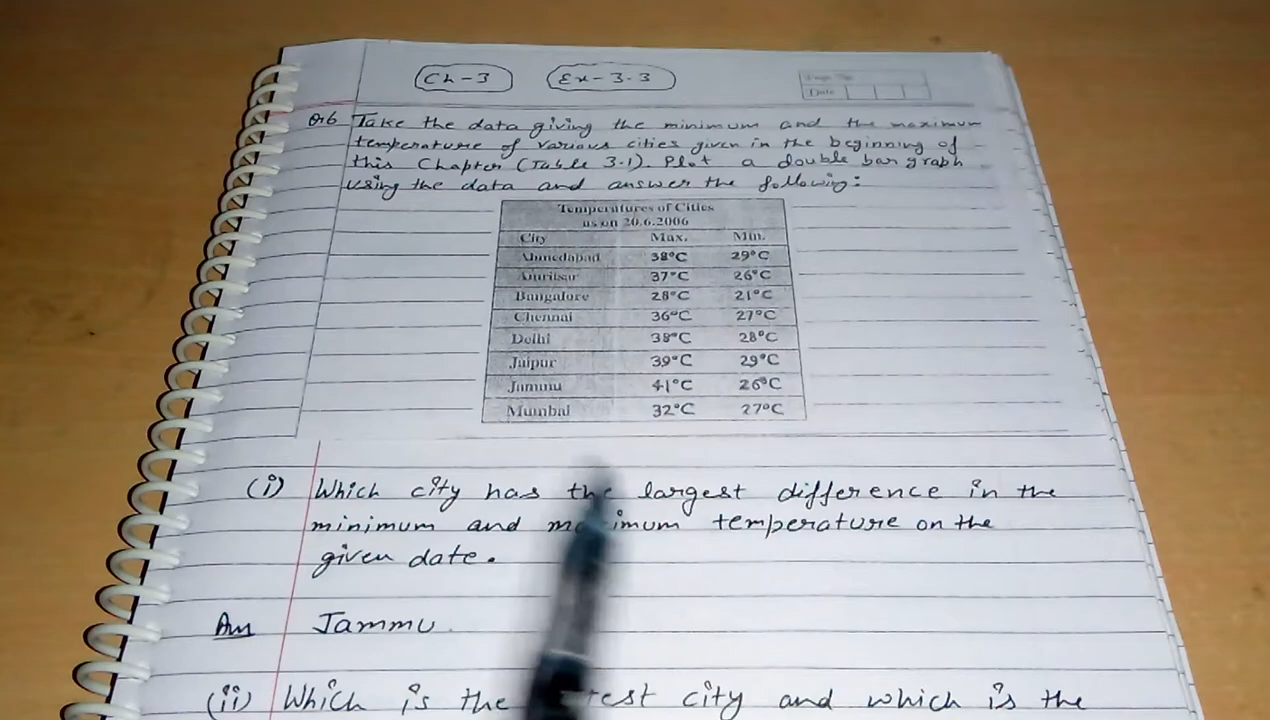 Ch-3
Ex-3.3
Page No.
Date
Q6 Take the data giving the minimum and the maximum
temperature of various cities given in the beginning of
this Chapter (Table 3.1). Plot a double bar graph
using the data and answer the following:
Temperatures of Cities
as on 20.6.2006
City Max. Min.
Ahmedabad 38°C 29°C
Amritsar 37°C 26°C
Bangalore 28°C 21°C
Chennai 36°C 27°C
Delhi 38°C 28°C
Jaipur 39°C 29°C
Jammu 41°C 26°C
Mumbai 32°C 27°C
(i) Which city has the largest difference in the
minimum and maximum temperature on the
given date.
Ans Jammu
(ii) Which is the city and which is the